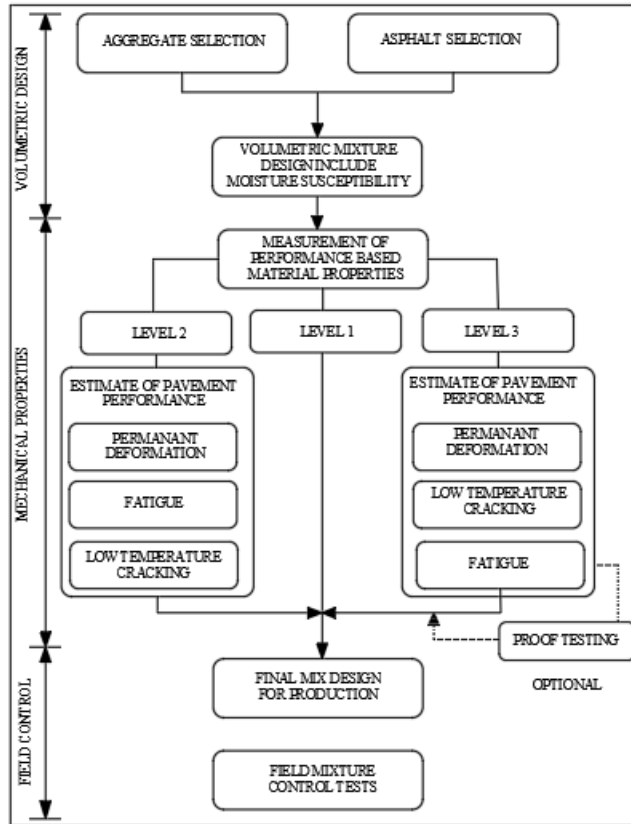 VOLUMETRIC DESIGN
AGGREGATE SELECTION
ASPHALT SELECTION
VOLUMETRIC MIXTURE
DESIGN INCLUDE
MOISTURE SUSCEPTIBILITY
MECHANICAL PROPERTIES
MEASUREMENT OF
PERFORMANCE BASED
MATERIAL PROPERTIES
LEVEL 2
LEVEL 1
LEVEL 3
ESTIMATE OF PAVEMENT
PERFORMANCE
PERMANANT
DEFORMATION
FATIGUE
LOW TEMPERATURE
CRACKING
ESTIMATE OF PAVEMENT
PERFORMANCE
PERMANANT
DEFORMATION
LOW TEMPERATURE
CRACKING
FATIGUE
PROOF TESTING
OPTIONAL
FIELD CONTROL
FINAL MIX DESIGN
FOR PRODUCTION
FIELD MIXTURE
CONTROL TESTS